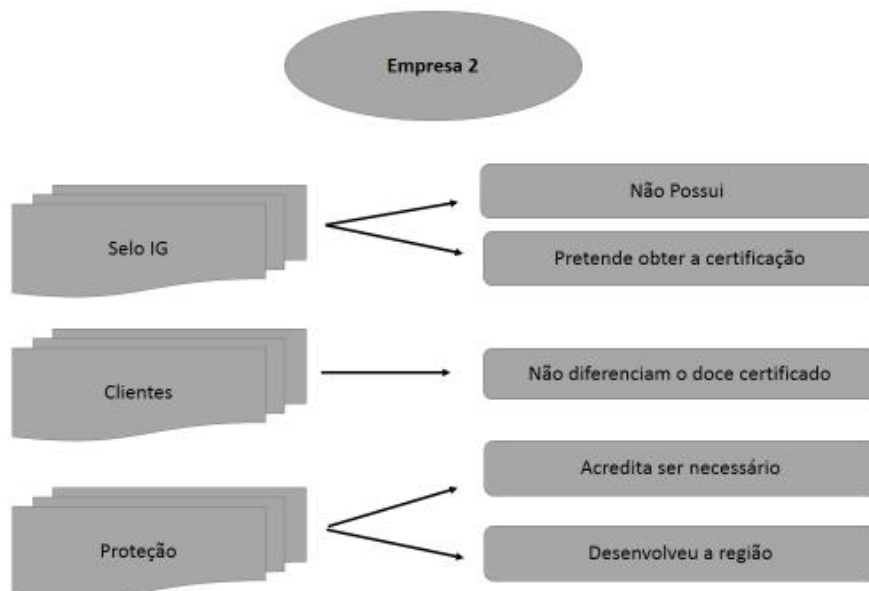 Empresa 2
Não Possui
Selo IG
Pretende obter a certificação
Clientes
Não diferenciam o doce certificado
Acredita ser necessário
Proteção
Desenvolveu a região